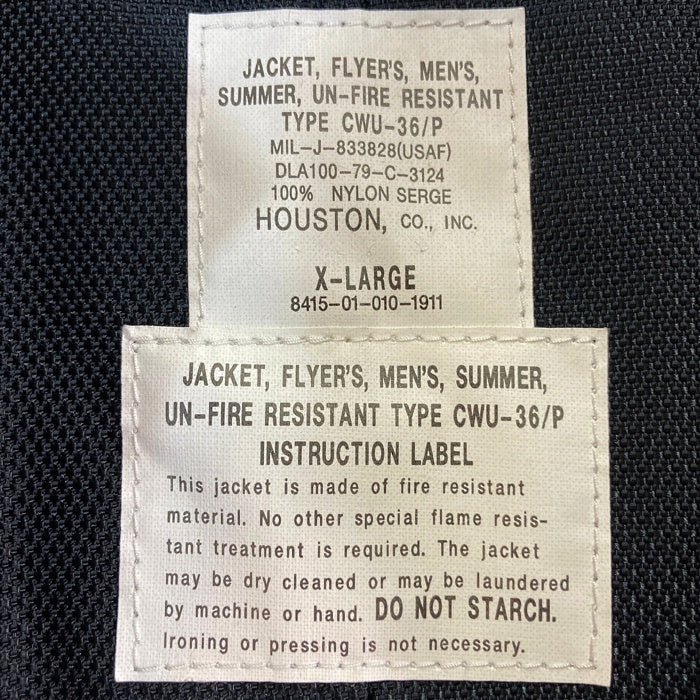 JACKET, FLYER'S, MEN'S,
SUMMER, UN-FIRE RESISTANT
TYPE CWU-36/P
MIL-J-833828(USAF)
DLA100-79-C-3124
100% NYLON SERGE
HOUSTON, CO., INC.
X-LARGE
8415-01-010-1911
JACKET, FLYER'S, MEN'S, SUMMER,
UN-FIRE RESISTANT TYPE CWU-36/P
INSTRUCTION LABEL
This jacket is made of fire resistant
material. No other special flame resis-
tant treatment is required. The jacket
may be dry cleaned or may be laundered
by machine or hand. DO NOT STARCH.
Ironing or pressing is not necessary.